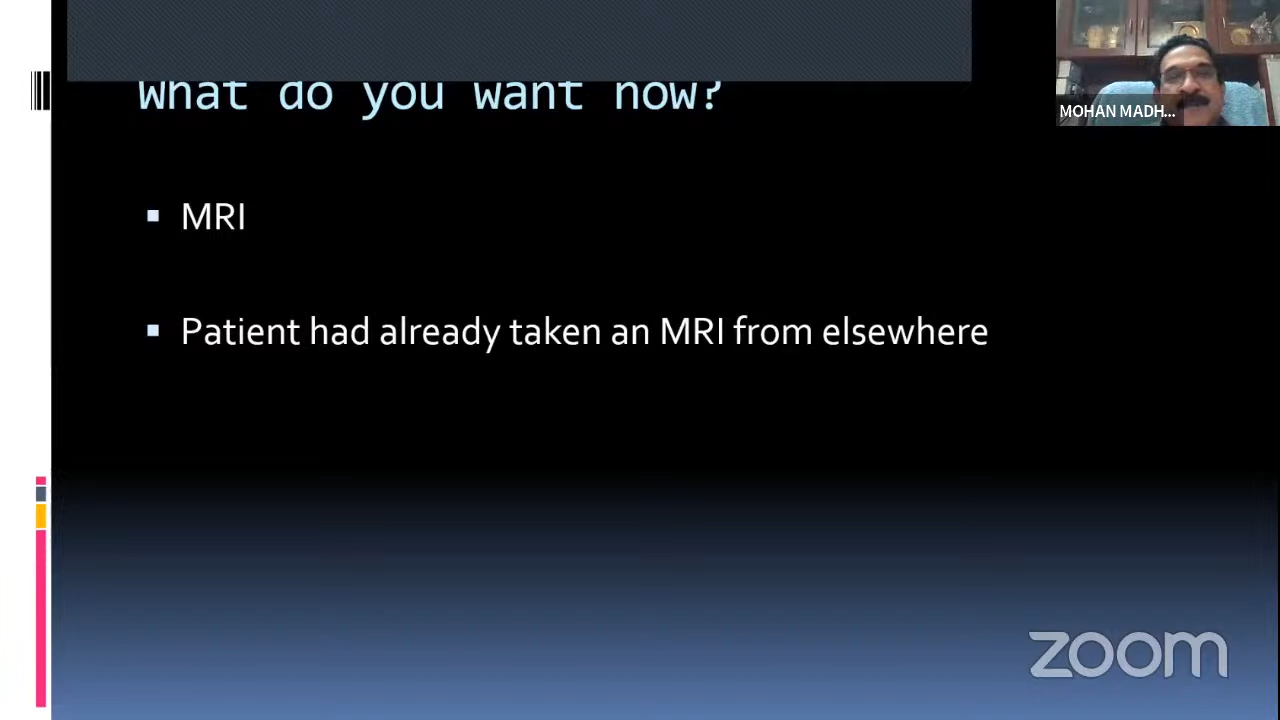 What do you want now?
MOHAN MADH...
MRI
Patient had already taken an MRI from elsewhere
zoom